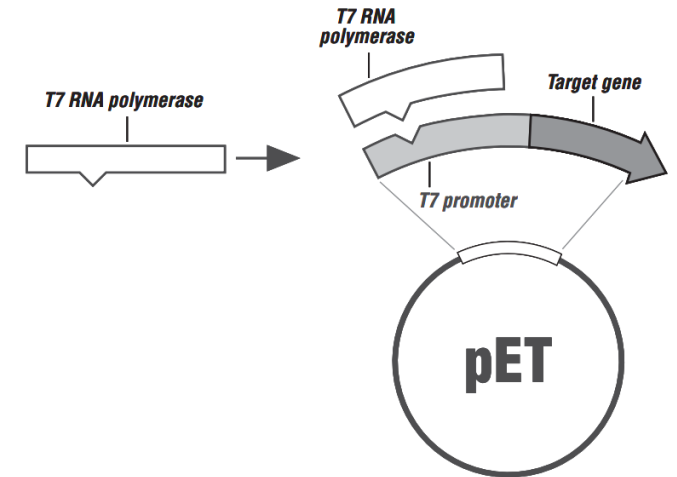 T7 RNA
polymerase
T7 RNA polymerase
Target gene
T7 promoter
pET